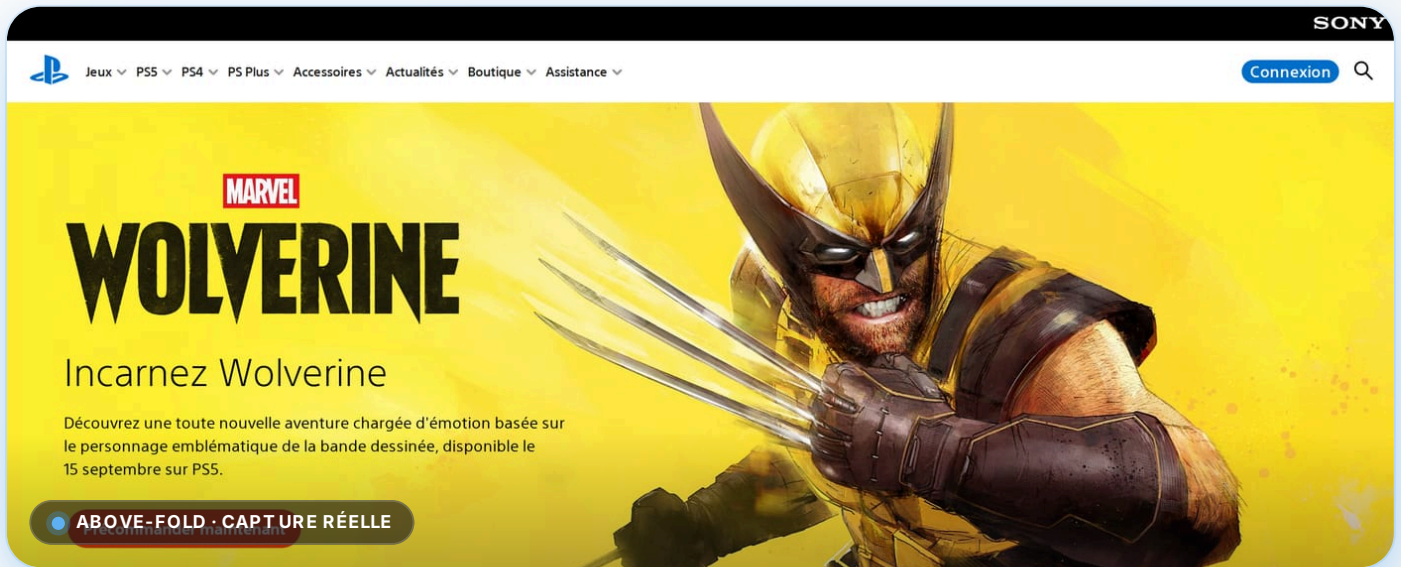 SONY
Jeux PS5 PS4 PS Plus Accessoires Actualités Boutique Assistance Connexion
MARVEL
WOLVERINE
Incarnez Wolverine
Découvrez une toute nouvelle aventure chargée d'émotion basée sur
le personnage emblématique de la bande dessinée, disponible le
15 septembre sur PS5.
ABOVE-FOLD · CAPTURE RÉELLE
Précommander maintenant